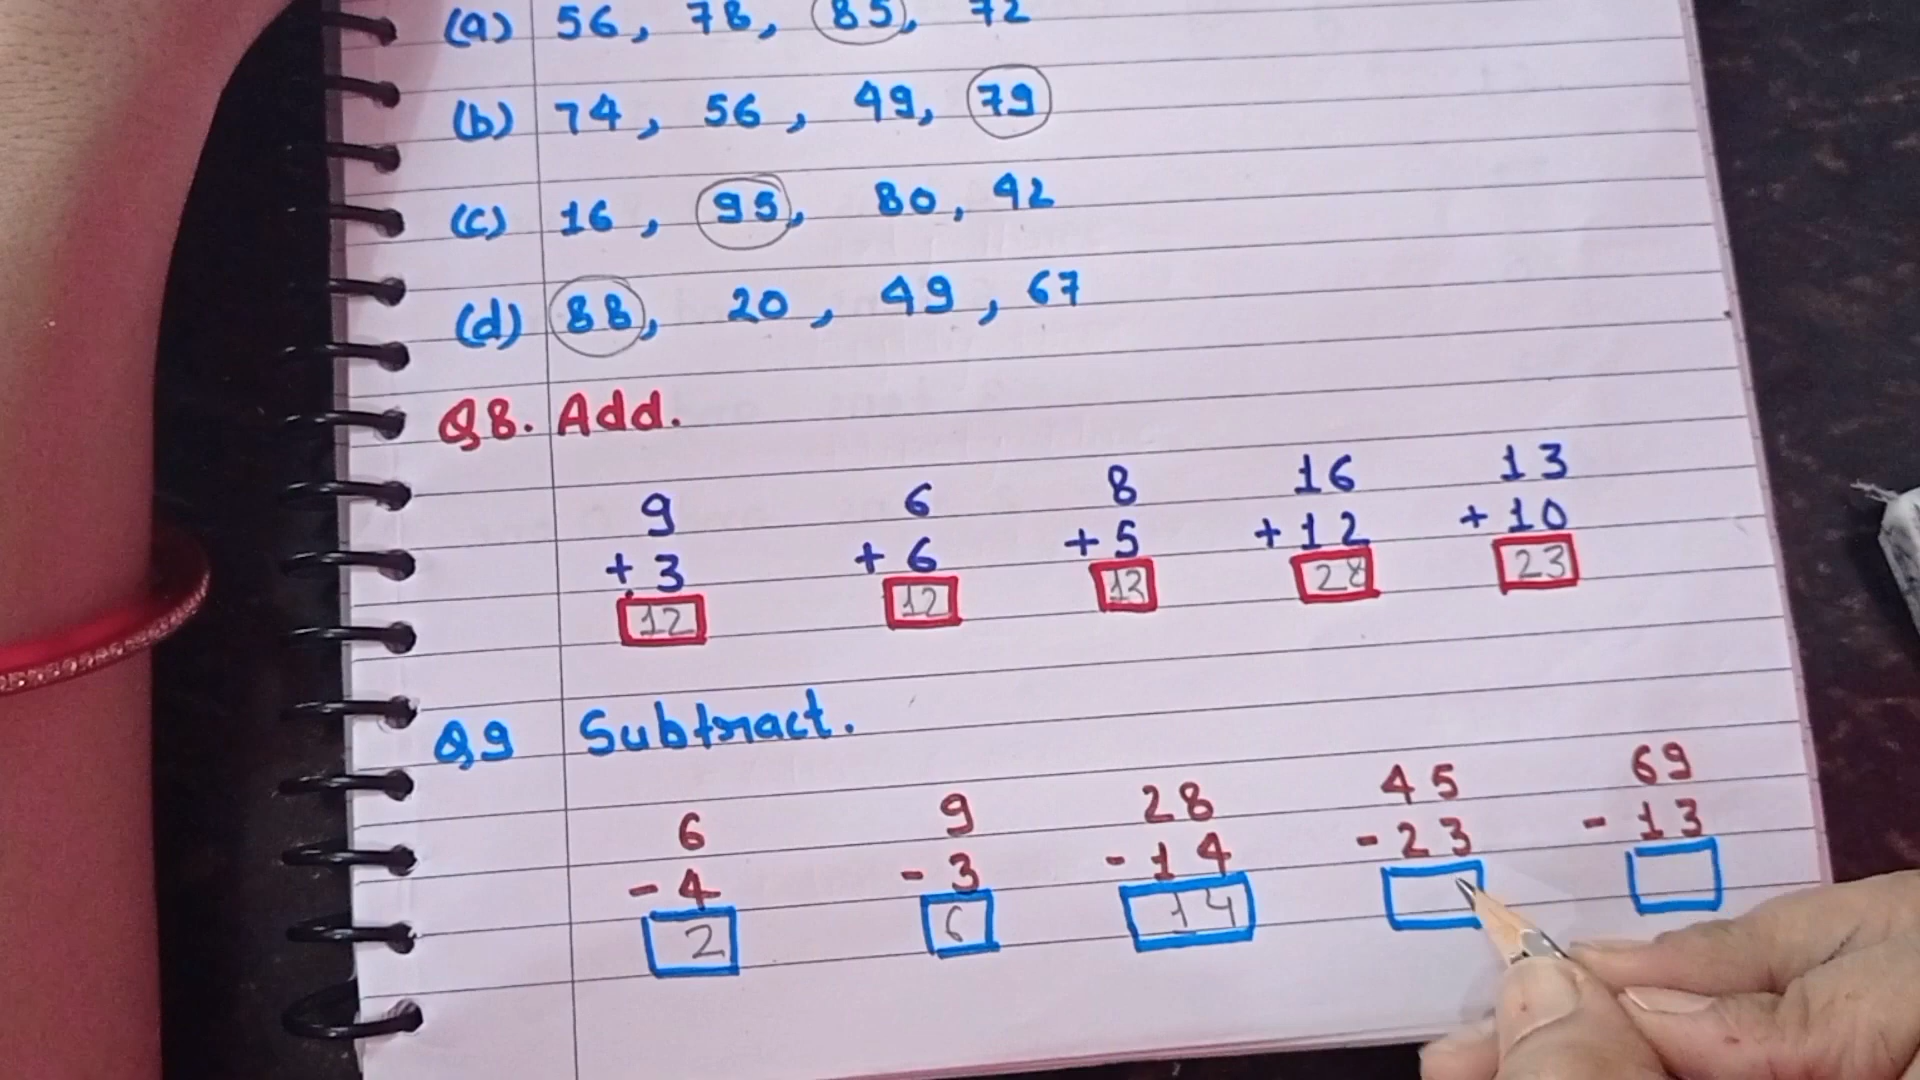 (a) 56, 78, 85, 72
(b) 74, 56, 49, 79
(c) 16, 95, 80, 42
(d) 88, 20, 49, 67
Q8. Add.
9 6 8 16 13
+3 +6 +5 +12 +10
12 12 13 28 23
Q9 Subtract.
6 9 28 45 69
-4 -3 -14 -23 -13
2 6 14